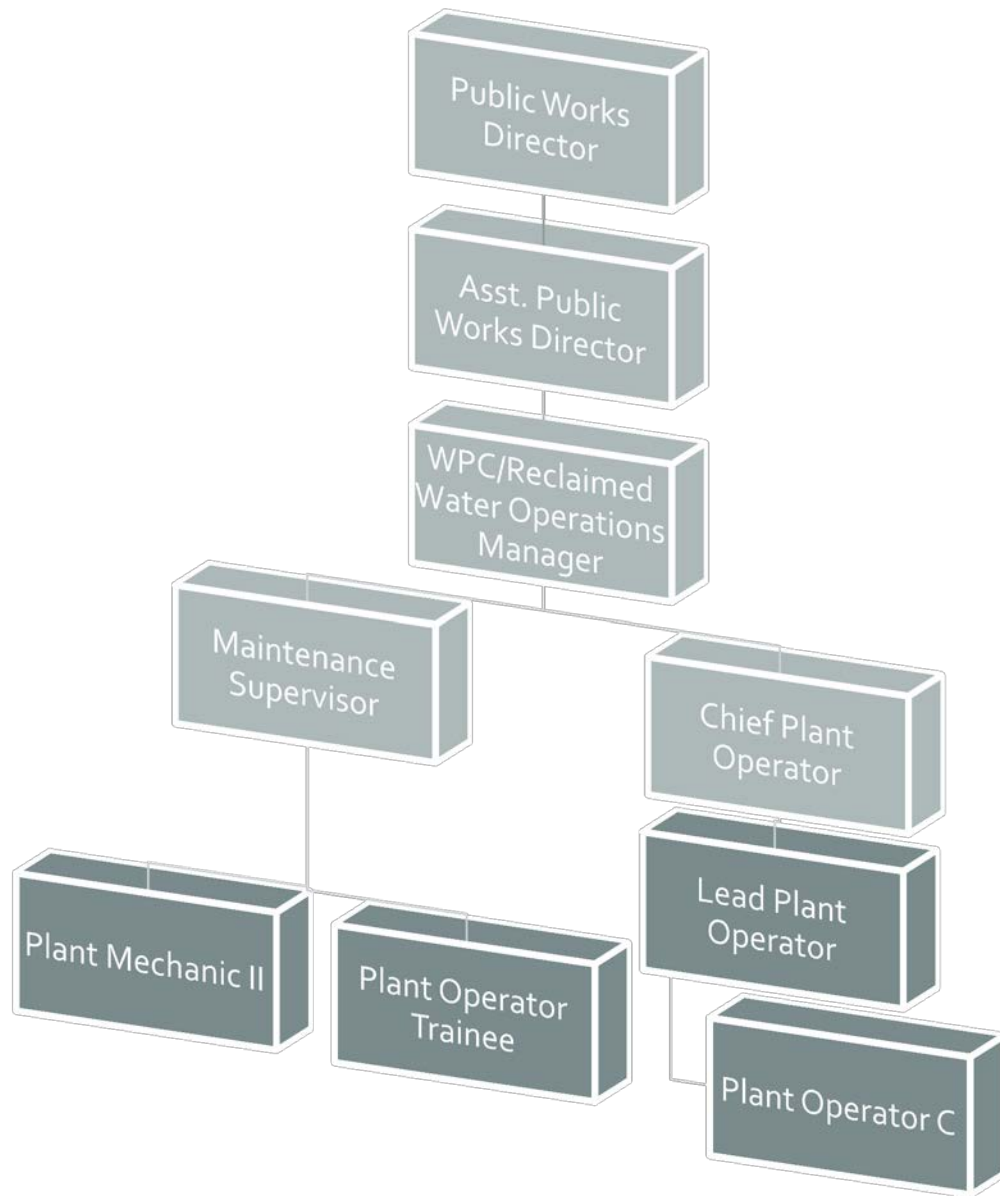 Public Works
Director
Asst. Public
Works Director
WPC/Reclaimed
Water Operations
Manager
Maintenance
Supervisor
Chief Plant
Operator
Lead Plant
Operator
Plant Mechanic II
Plant Operator
Trainee
Plant Operator C